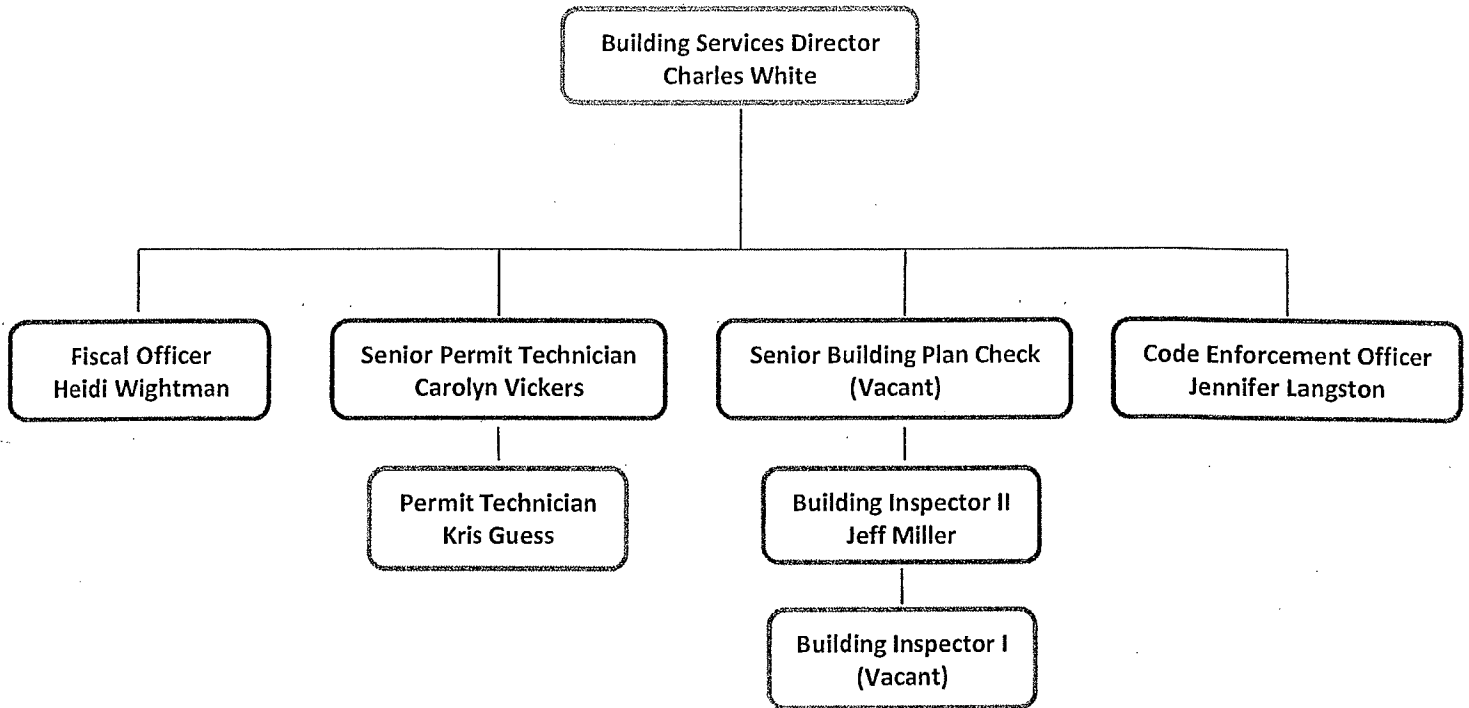 Building Services Director
Charles White
Fiscal Officer
Heidi Wightman
Senior Permit Technician
Carolyn Vickers
Senior Building Plan Check
(Vacant)
Code Enforcement Officer
Jennifer Langston
Permit Technician
Kris Guess
Building Inspector II
Jeff Miller
Building Inspector I
(Vacant)